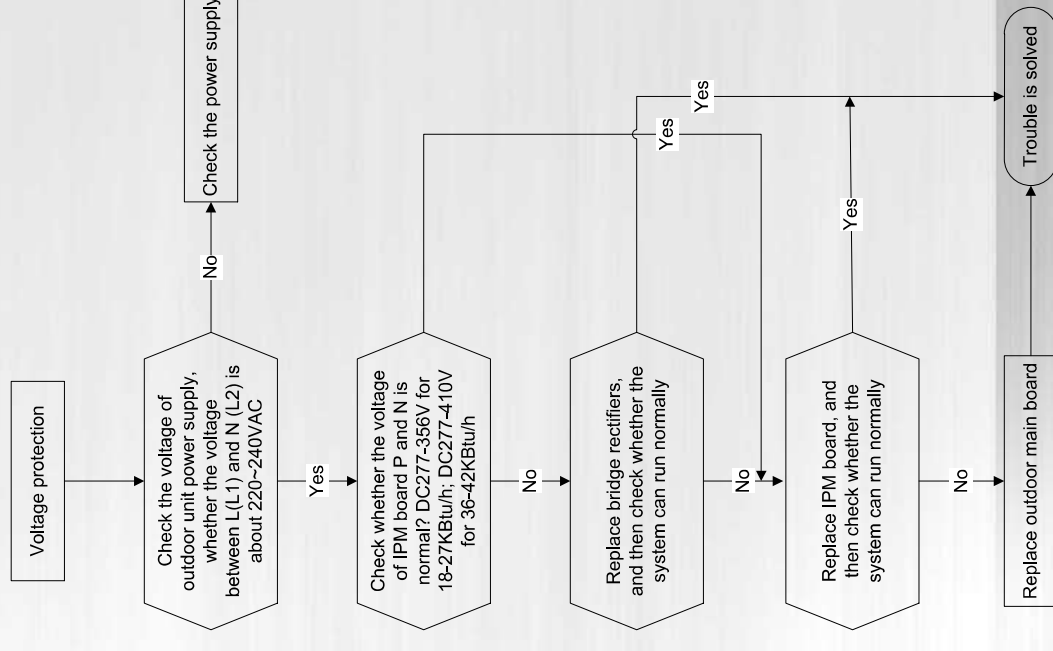 Voltage protection
Check the voltage of
outdoor unit power supply,
whether the voltage
between L(L1) and N (L2) is
about 220~240VAC
No
Check the power supply
Yes
Check whether the voltage
of IPM board P and N is
normal? DC277-356V for
18-27KBtu/h; DC277-410V
for 36-42KBtu/h
Yes
No
Replace bridge rectifiers,
and then check whether the
system can run normally
Yes
No
Replace IPM board, and
then check whether the
system can run normally
Yes
No
Replace outdoor main board
Trouble is solved